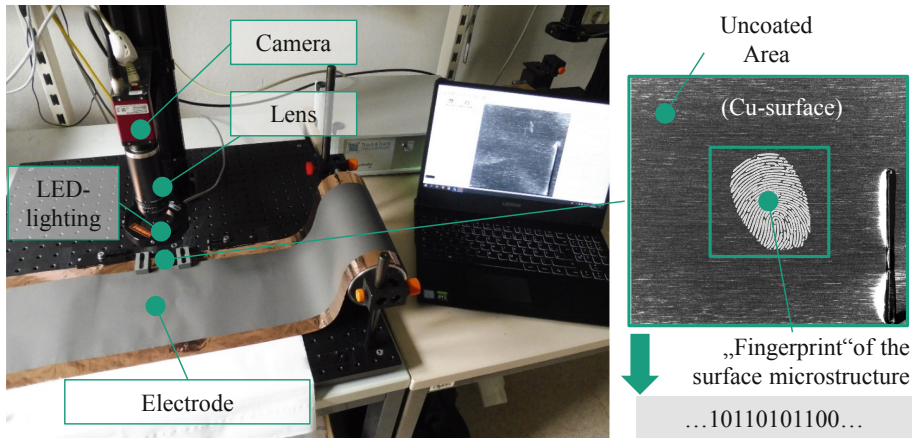 Camera
Lens
LED-
lighting
Electrode
Uncoated
Area
(Cu-surface)
„Fingerprint“of the
surface microstructure
…10110101100…